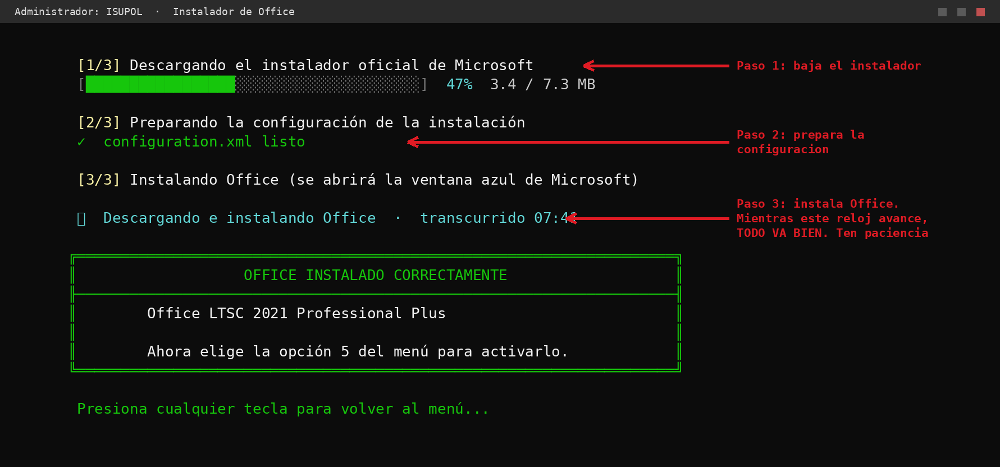 Administrador: ISUPOL · Instalador de Office
[1/3] Descargando el instalador oficial de Microsoft
Paso 1: baja el instalador
[ ] 47% 3.4 / 7.3 MB
[2/3] Preparando la configuración de la instalación
✓ configuration.xml listo
Paso 2: prepara la
configuracion
[3/3] Instalando Office (se abrirá la ventana azul de Microsoft)
Descargando e instalando Office · transcurrido
Paso 3: instala Office.
Mientras este reloj avance,
TODO VA BIEN. Ten paciencia
OFFICE INSTALADO CORRECTAMENTE
Office LTSC 2021 Professional Plus
Ahora elige la opción 5 del menú para activarlo.
Presiona cualquier tecla para volver al menú...